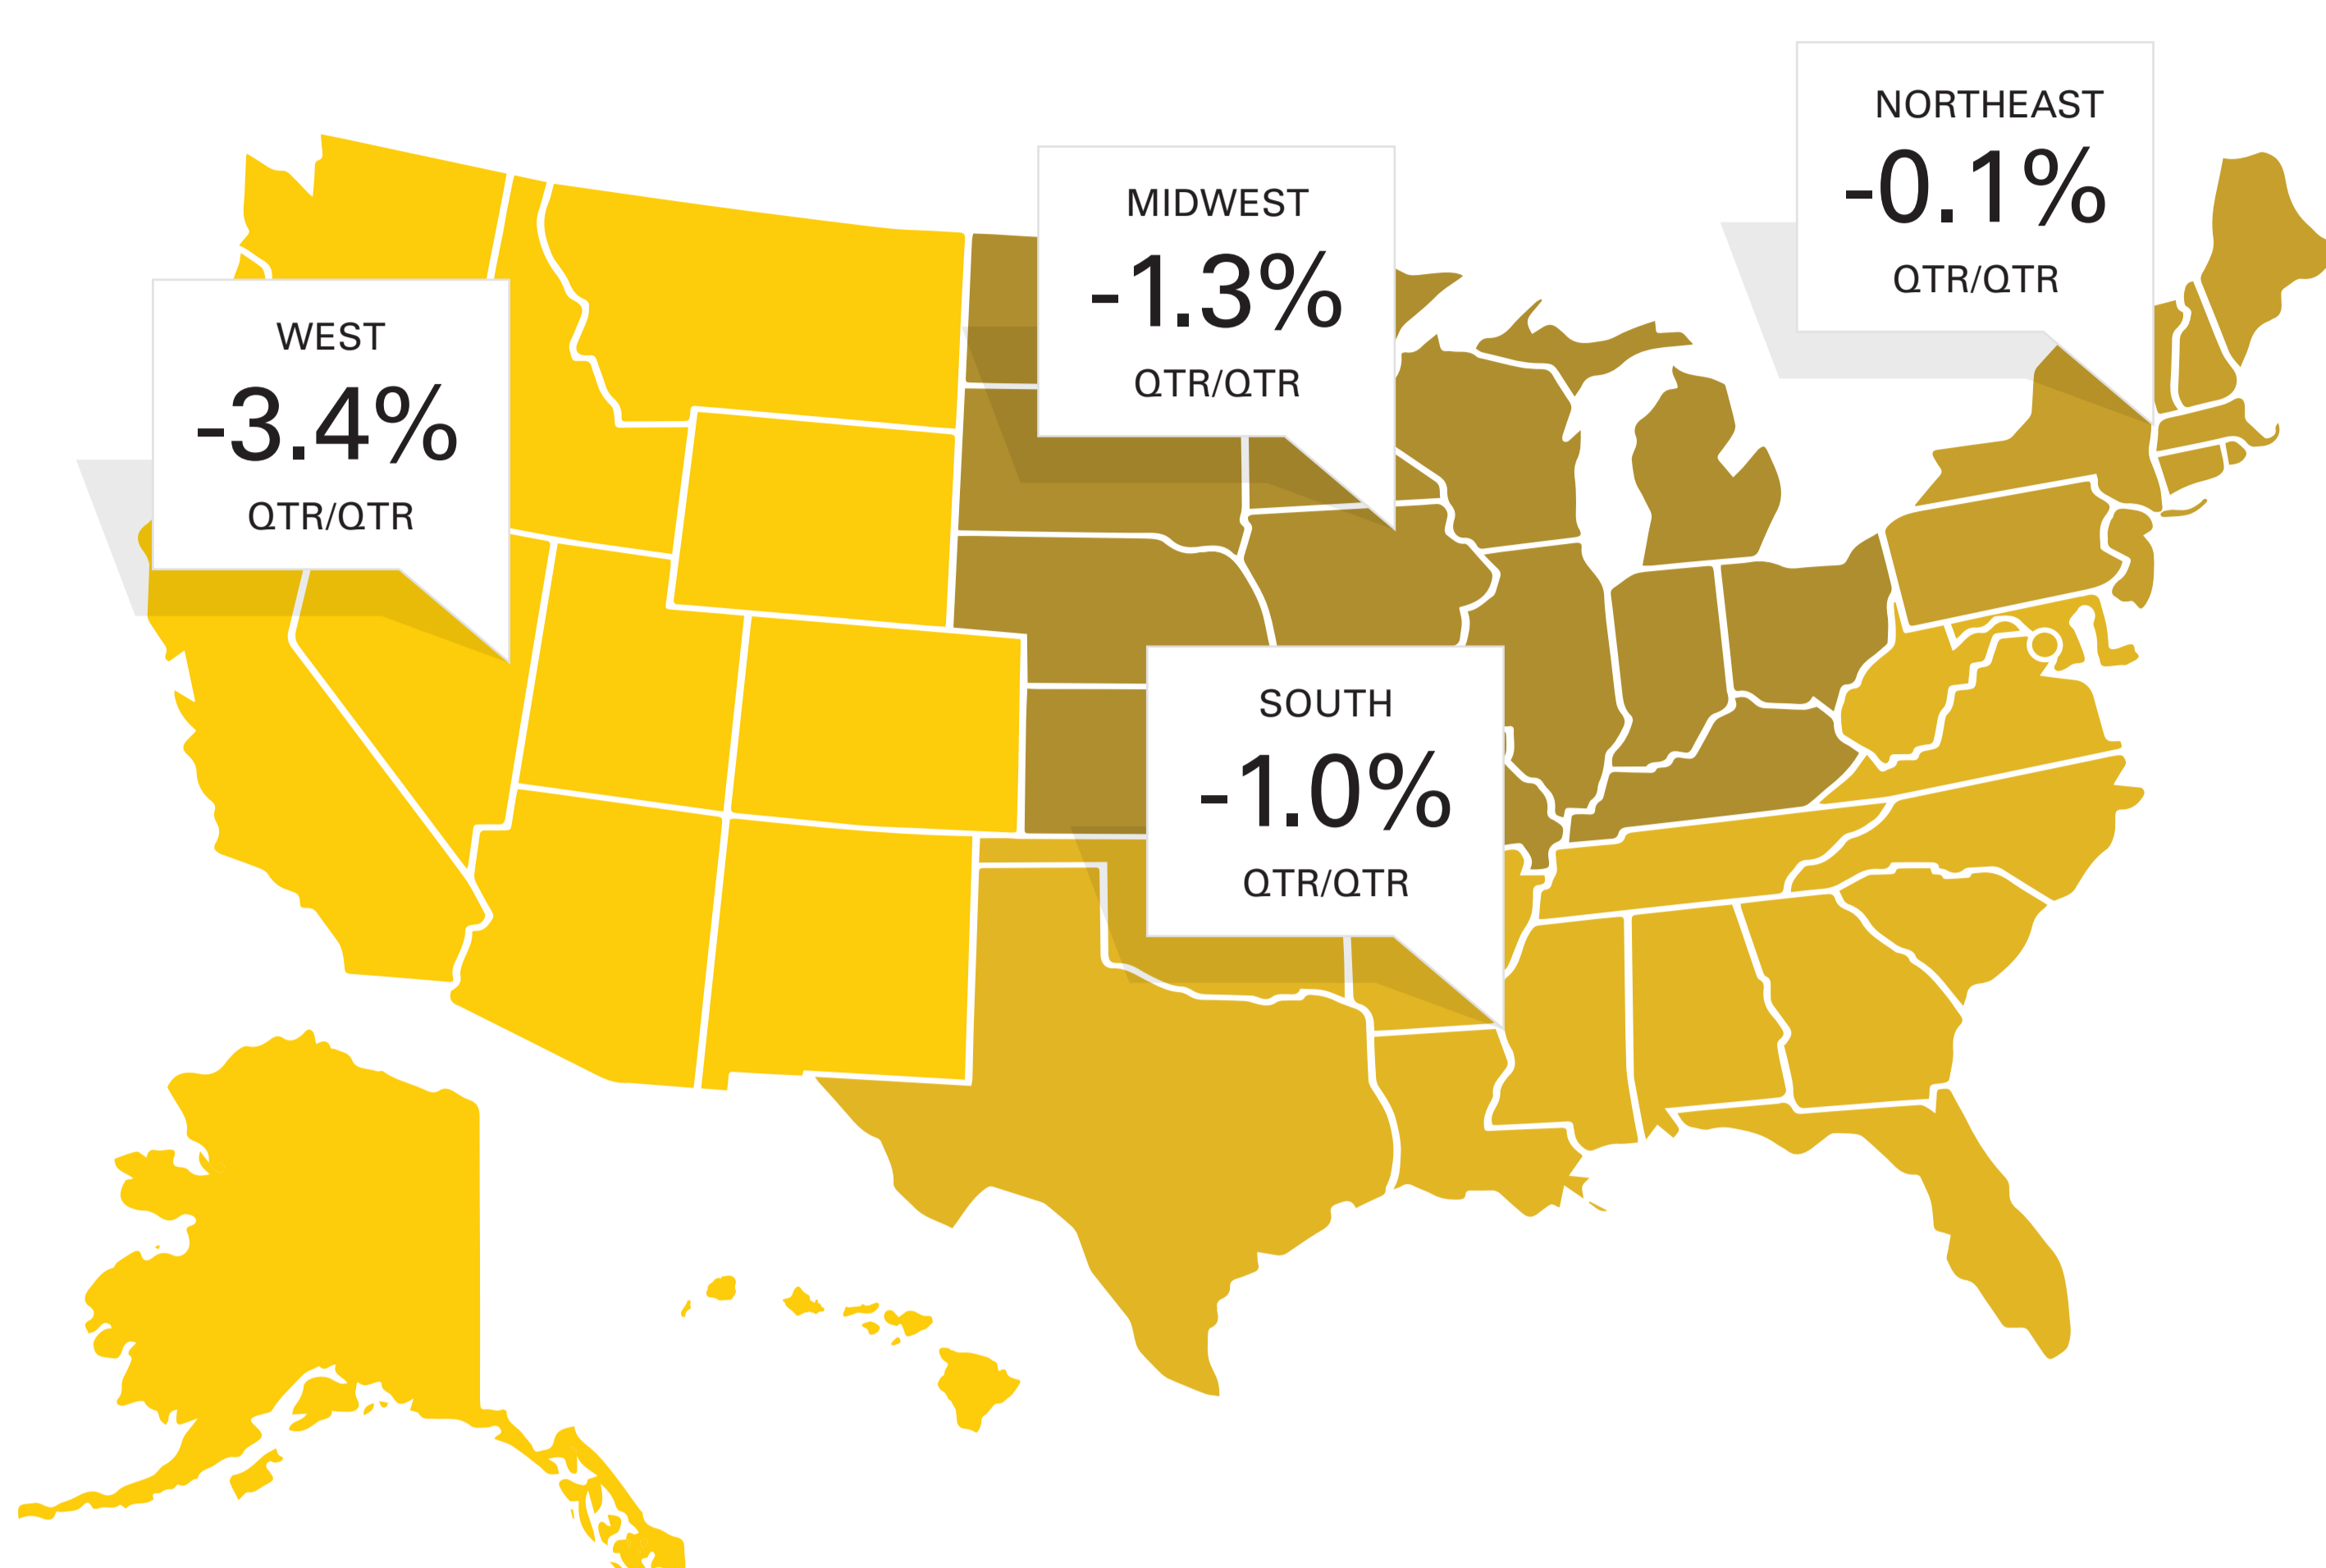 WEST
-3.4%
QTR/QTR
MIDWEST
-1.3%
QTR/QTR
NORTHEAST
-0.1%
QTR/QTR
SOUTH
-1.0%
QTR/QTR